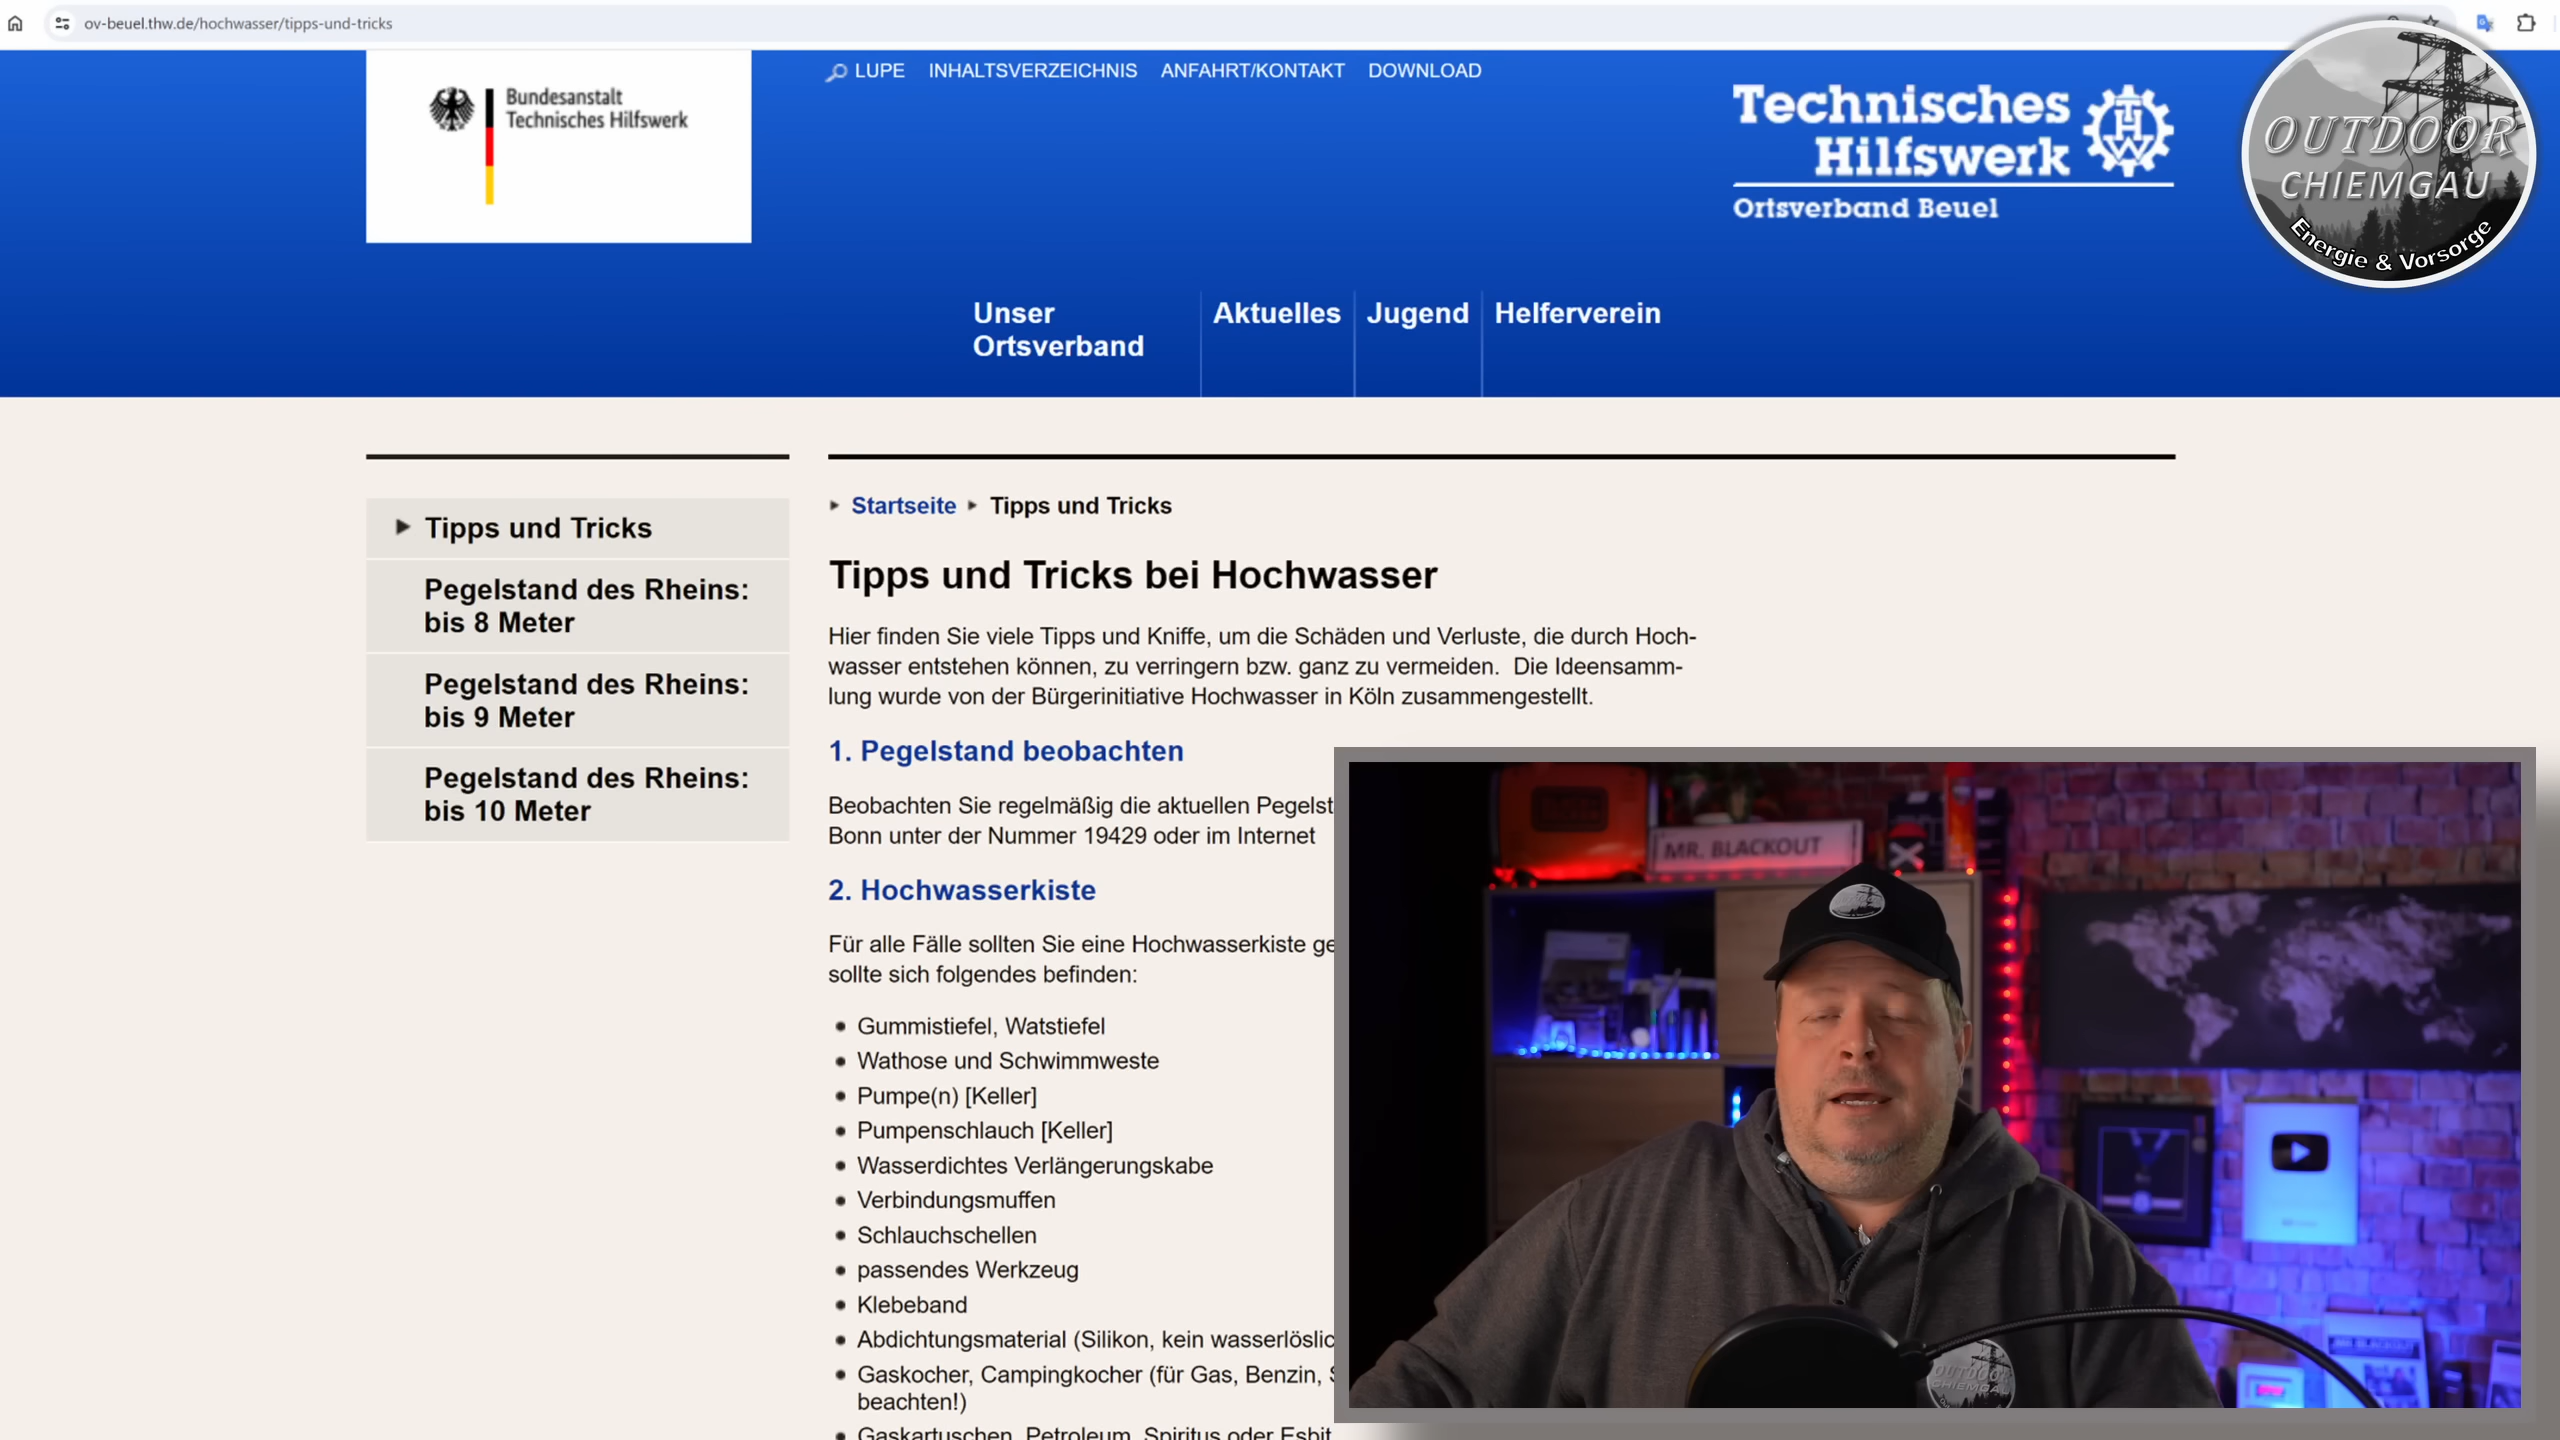 ov-beuel.thw.de/hochwasser/tipps-und-tricks
Bundesanstalt
Technisches Hilfswerk
LUPE INHALTSVERZEICHNIS ANFAHRT/KONTAKT DOWNLOAD
Technisches
Hilfswerk
THW
Ortsverband Beuel
OUTDOOR
CHIEMGAU
Energie & Vorsorge
Unser
Ortsverband
Aktuelles
Jugend
Helferverein
Tipps und Tricks
Pegelstand des Rheins:
bis 8 Meter
Pegelstand des Rheins:
bis 9 Meter
Pegelstand des Rheins:
bis 10 Meter
Startseite Tipps und Tricks
Tipps und Tricks bei Hochwasser
Hier finden Sie viele Tipps und Kniffe, um die Schäden und Verluste, die durch Hoch-
wasser entstehen können, zu verringern bzw. ganz zu vermeiden. Die Ideensamm-
lung wurde von der Bürgerinitiative Hochwasser in Köln zusammengestellt.
1. Pegelstand beobachten
Beobachten Sie regelmäßig die aktuellen Pegelst
Bonn unter der Nummer 19429 oder im Internet
2. Hochwasserkiste
Für alle Fälle sollten Sie eine Hochwasserkiste ge
sollte sich folgendes befinden:
Gummistiefel, Watstiefel
Wathose und Schwimmweste
Pumpe(n) [Keller]
Pumpenschlauch [Keller]
Wasserdichtes Verlängerungskabe
Verbindungsmuffen
Schlauchschellen
passendes Werkzeug
Klebeband
Abdichtungsmaterial (Silikon, kein wasserlöslic
Gaskocher, Campingkocher (für Gas, Benzin, S
beachten!)
Gaskartuschen, Petroleum, Spiritus oder Esbit
MR. BLACKOUT
OUTDOOR
CHIEMGAU